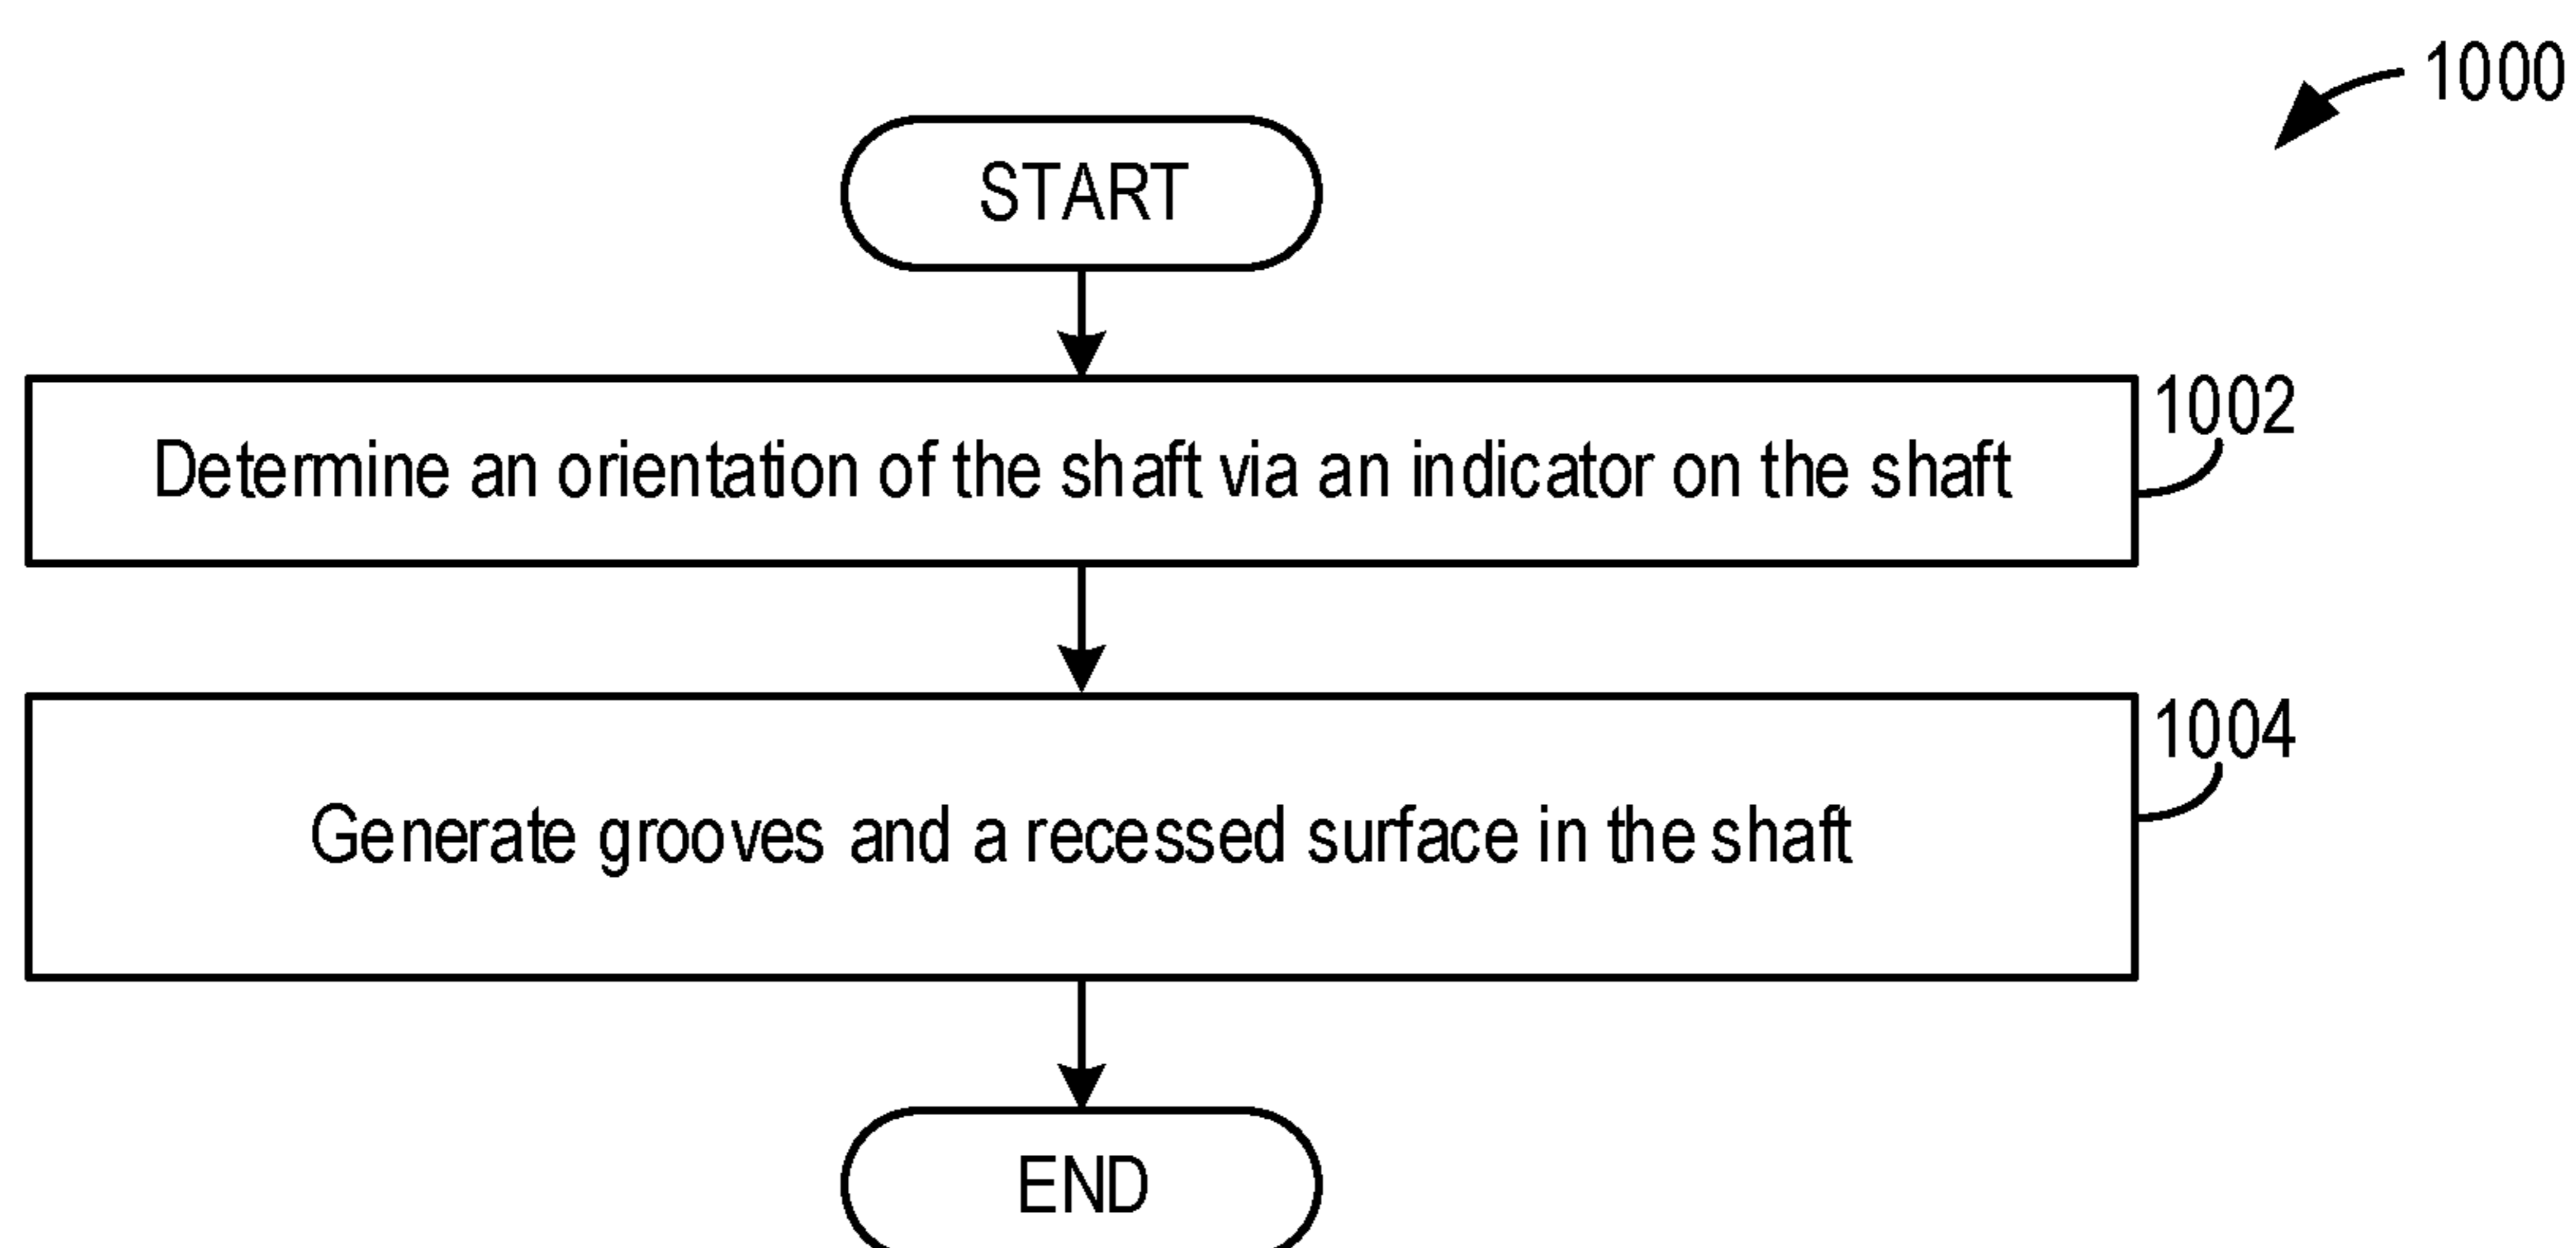 1000
START
1002
Determine an orientation of the shaft via an indicator on the shaft
1004
Generate grooves and a recessed surface in the shaft
END